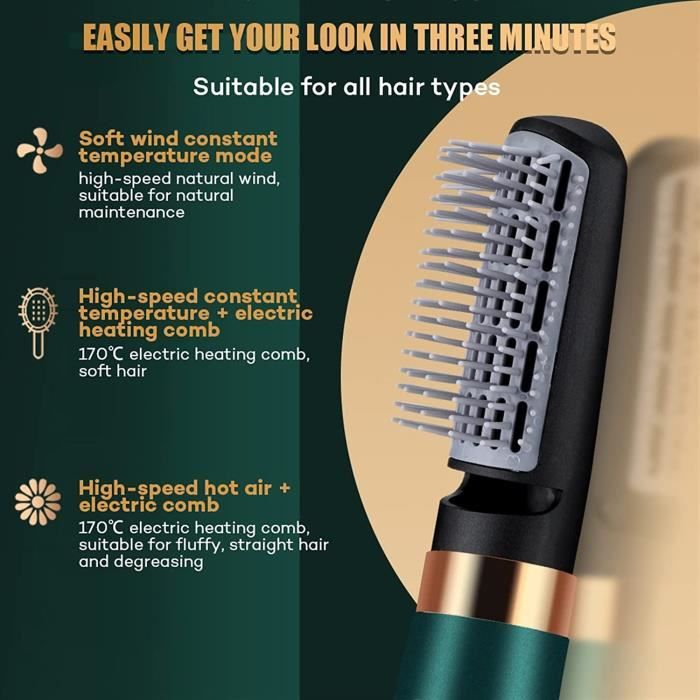 EASILY GET YOUR LOOK IN THREE MINUTES
Suitable for all hair types
Soft wind constant
temperature mode
high-speed natural wind,
suitable for natural
maintenance
High-speed constant
temperature + electric
heating comb
170℃ electric heating comb,
soft hair
High-speed hot air +
electric comb
170℃ electric heating comb,
suitable for fluffy, straight hair
and degreasing